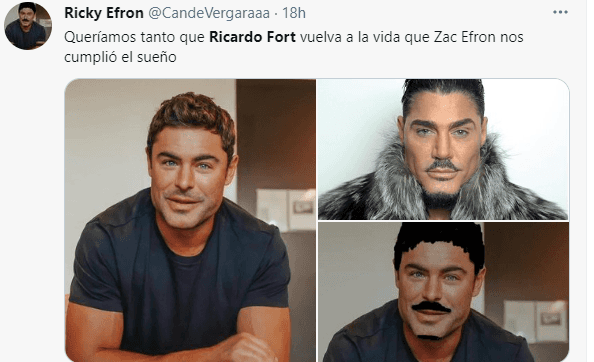 Ricky Efron @CandeVergaraaa · 18h
Queríamos tanto que Ricardo Fort vuelva a la vida que Zac Efron nos
cumplió el sueño